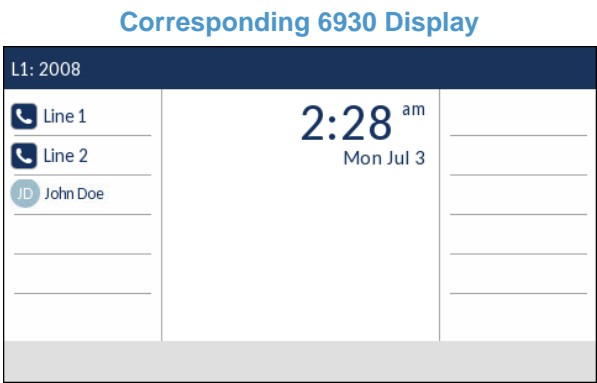 Corresponding 6930 Display
L1: 2008
Line 1
Line 2
JD John Doe
2:28 am
Mon Jul 3